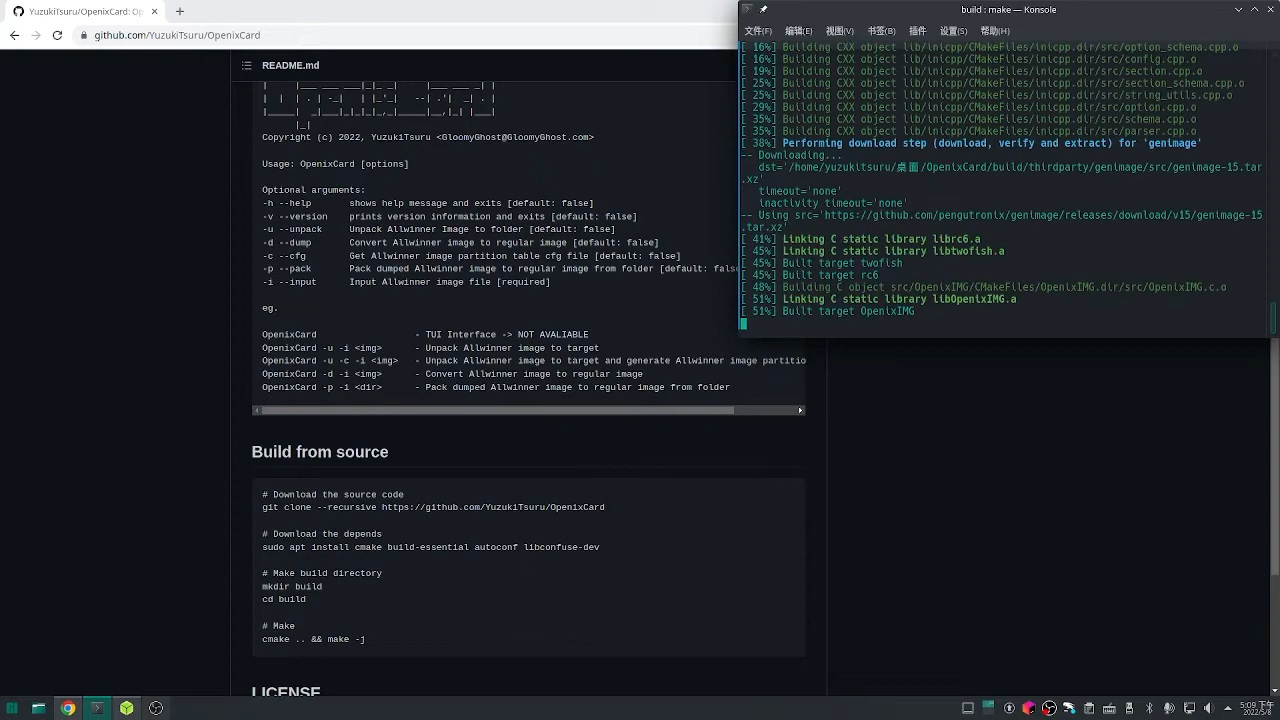 YuzukiTsuru/OpenixCard: Op
github.com/YuzukiTsuru/OpenixCard
README.md
Copyright (c) 2022, YuzukiTsuru <GloomyGhost@GloomyGhost.com>
Usage: OpenixCard [options]
Optional arguments:
-h --help shows help message and exits [default: false]
-v --version prints version information and exits [default: false]
-u --unpack Unpack Allwinner Image to folder [default: false]
-d --dump Convert Allwinner image to regular image [default: false]
-c --cfg Get Allwinner image partition table cfg file [default: false]
-p --pack Pack dumped Allwinner image to regular image from folder [default: fals
-i --input Input Allwinner image file [required]
eg.
OpenixCard - TUI Interface -> NOT AVALIABLE
OpenixCard -u -i <img> - Unpack Allwinner image to target
OpenixCard -u -c -i <img> - Unpack Allwinner image to target and generate Allwinner image partitio
OpenixCard -d -i <img> - Convert Allwinner image to regular image
OpenixCard -p -i <dir> - Pack dumped Allwinner image to regular image from folder
Build from source
# Download the source code
git clone --recursive https://github.com/YuzukiTsuru/OpenixCard
# Download the depends
sudo apt install cmake build-essential autoconf libconfuse-dev
# Make build directory
mkdir build
cd build
# Make
cmake .. && make -j
LICENSE
build : make — Konsole
文件(F) 编辑(E) 视图(V) 书签(B) 插件 设置(S) 帮助(H)
[ 16%] Building CXX object lib/inicpp/CMakeFiles/inicpp.dir/src/option_schema.cpp.o
[ 16%] Building CXX object lib/inicpp/CMakeFiles/inicpp.dir/src/config.cpp.o
[ 19%] Building CXX object lib/inicpp/CMakeFiles/inicpp.dir/src/section.cpp.o
[ 25%] Building CXX object lib/inicpp/CMakeFiles/inicpp.dir/src/section_schema.cpp.o
[ 25%] Building CXX object lib/inicpp/CMakeFiles/inicpp.dir/src/string_utils.cpp.o
[ 29%] Building CXX object lib/inicpp/CMakeFiles/inicpp.dir/src/option.cpp.o
[ 35%] Building CXX object lib/inicpp/CMakeFiles/inicpp.dir/src/schema.cpp.o
[ 35%] Building CXX object lib/inicpp/CMakeFiles/inicpp.dir/src/parser.cpp.o
[ 38%] Performing download step (download, verify and extract) for 'genimage'
-- Downloading...
dst='/home/yuzukitsuru/桌面/OpenixCard/build/thirdparty/genimage/src/genimage-15.tar
.xz'
timeout='none'
inactivity timeout='none'
-- Using src='https://github.com/pengutronix/genimage/releases/download/v15/genimage-15
.tar.xz'
[ 41%] Linking C static library librc6.a
[ 45%] Linking C static library libtwofish.a
[ 45%] Built target twofish
[ 45%] Built target rc6
[ 48%] Building C object src/OpenixIMG/CMakeFiles/OpenixIMG.dir/src/OpenixIMG.c.o
[ 51%] Linking C static library libOpenixIMG.a
[ 51%] Built target OpenixIMG
5:09 下午
2022/5/8